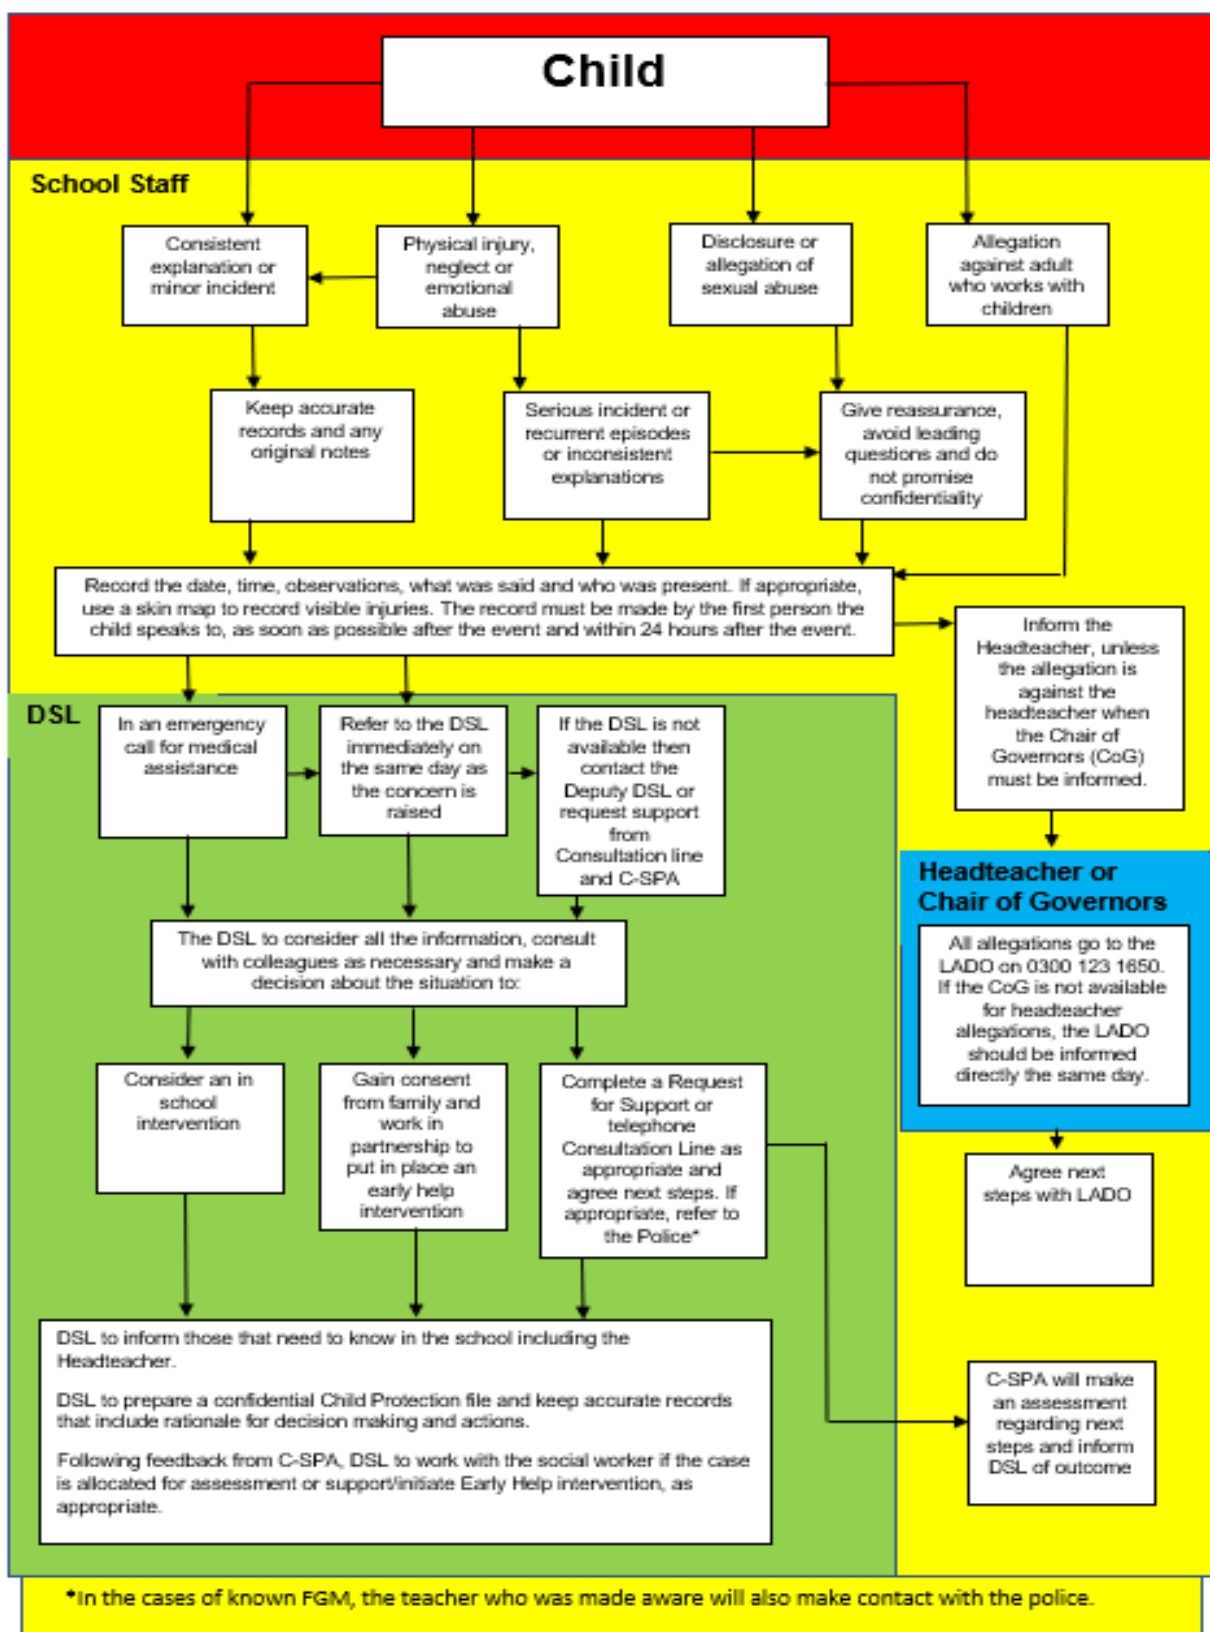 Child
School Staff
Consistent
explanation or
minor incident
Physical injury,
neglect or
emotional
abuse
Disclosure or
allegation of
sexual abuse
Allegation
against adult
who works with
children
Keep accurate
records and any
original notes
Serious incident or
recurrent episodes
or inconsistent
explanations
Give reassurance,
avoid leading
questions and do
not promise
confidentiality
Record the date, time, observations, what was said and who was present. If appropriate,
use a skin map to record visible injuries. The record must be made by the first person the
child speaks to, as soon as possible after the event and within 24 hours after the event.
Inform the
Headteacher, unless
the allegation is
against the
headteacher when
the Chair of
Governors (CoG)
must be informed.
DSL
In an emergency
call for medical
assistance
Refer to the DSL
immediately on
the same day as
the concern is
raised
If the DSL is not
available then
contact the
Deputy DSL or
request support
from
Consultation line
and C-SPA
Headteacher or
Chair of Governors
All allegations go to the
LADO on 0300 123 1650.
If the CoG is not available
for headteacher
allegations, the LADO
should be informed
directly the same day.
The DSL to consider all the information, consult
with colleagues as necessary and make a
decision about the situation to:
Consider an in
school
intervention
Gain consent
from family and
work in
partnership to
put in place an
early help
intervention
Complete a Request
for Support or
telephone
Consultation Line as
appropriate and
agree next steps. If
appropriate, refer to
the Police*
Agree next
steps with LADO
DSL to inform those that need to know in the school including the
Headteacher.
DSL to prepare a confidential Child Protection file and keep accurate records
that include rationale for decision making and actions.
Following feedback from C-SPA, DSL to work with the social worker if the case
is allocated for assessment or support/initiate Early Help intervention, as
appropriate.
C-SPA will make
an assessment
regarding next
steps and inform
DSL of outcome
*In the cases of known FGM, the teacher who was made aware will also make contact with the police.